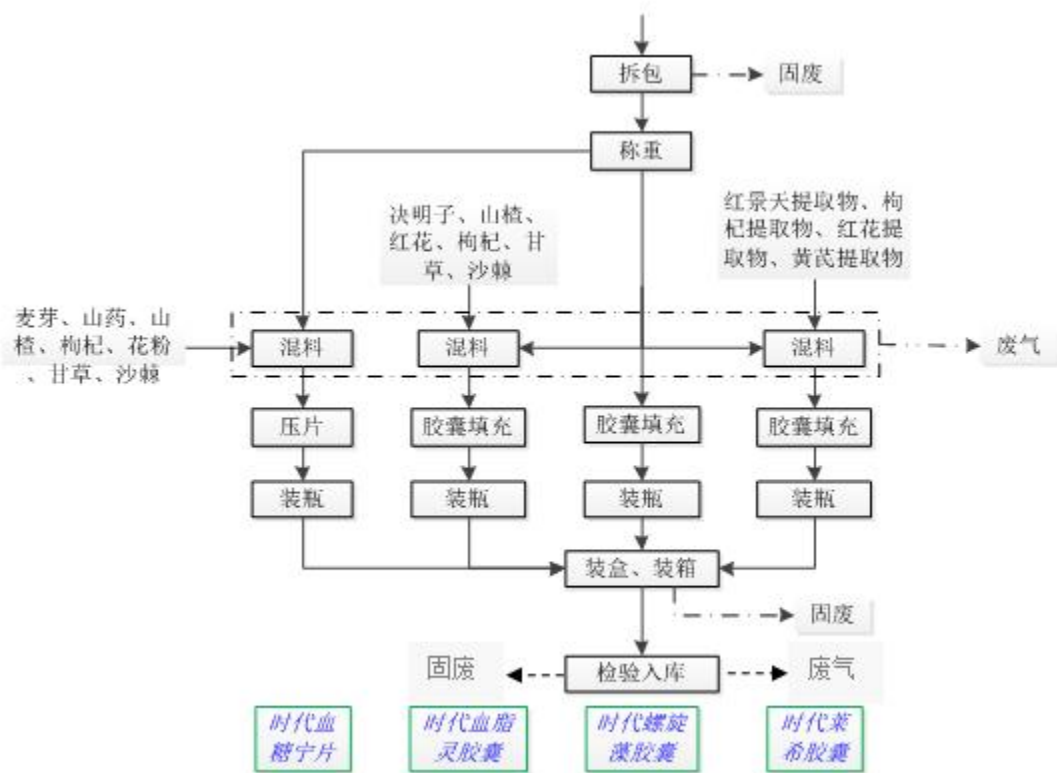 拆包
固废
称重
决明子、山楂、
红花、枸杞、甘
草、沙棘
红景天提取物、枸
杞提取物、红花提
取物、黄芪提取物
麦芽、山药、山
楂、枸杞、花粉
、甘草、沙棘
混料
混料
混料
废气
压片
胶囊填充
胶囊填充
胶囊填充
装瓶
装瓶
装瓶
装瓶
装盒、装箱
固废
固废
检验入库
废气
时代血
糖宁片
时代血脂
灵胶囊
时代螺旋
藻胶囊
时代莱
希胶囊